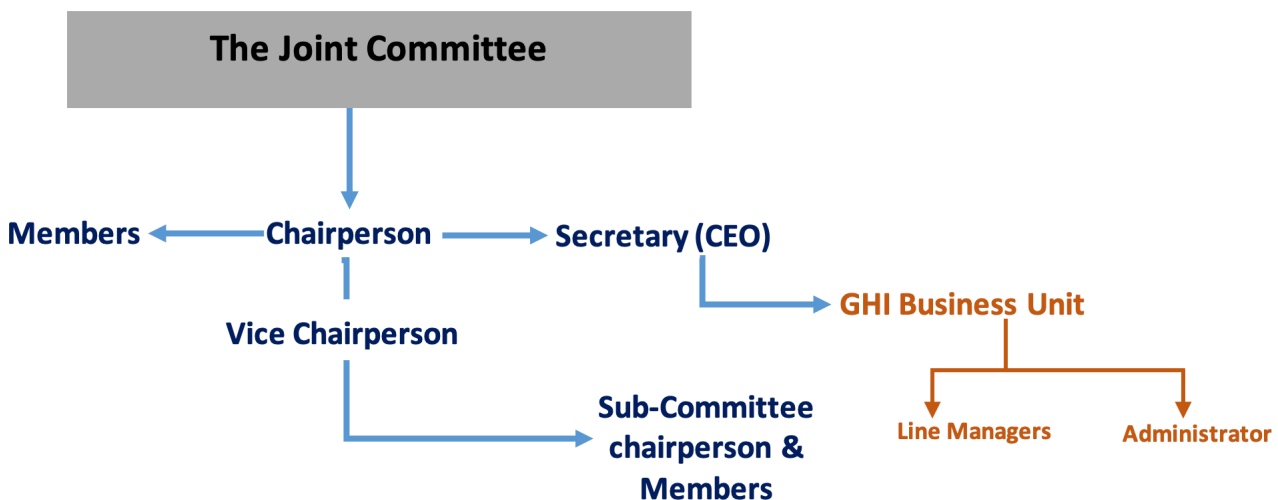 The Joint Committee
Members
Chairperson
Secretary (CEO)
GHI Business Unit
Vice Chairperson
Sub-Committee
chairperson &
Members
Line Managers
Administrator